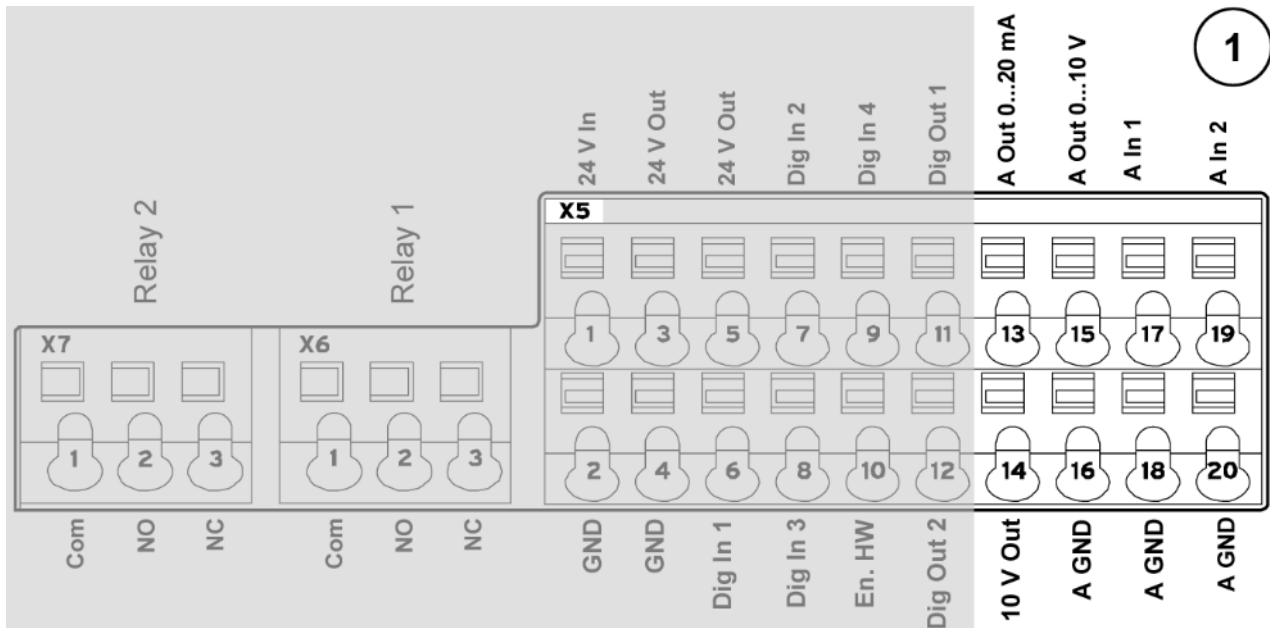 1
24 V In
24 V Out
24 V Out
Dig In 2
Dig In 4
Dig Out 1
A Out 0...20 mA
A Out 0...10 V
A In 1
A In 2
Relay 2
Relay 1
X5
1 3 5 7 9 11 13 15 17 19
X7
X6
1 2 3 1 2 3 2 4 6 8 10 12 14 16 18 20
Com
NO
NC
Com
NO
NC
GND
GND
Dig In 1
Dig In 3
En. HW
Dig Out 2
10 V Out
A GND
A GND
A GND